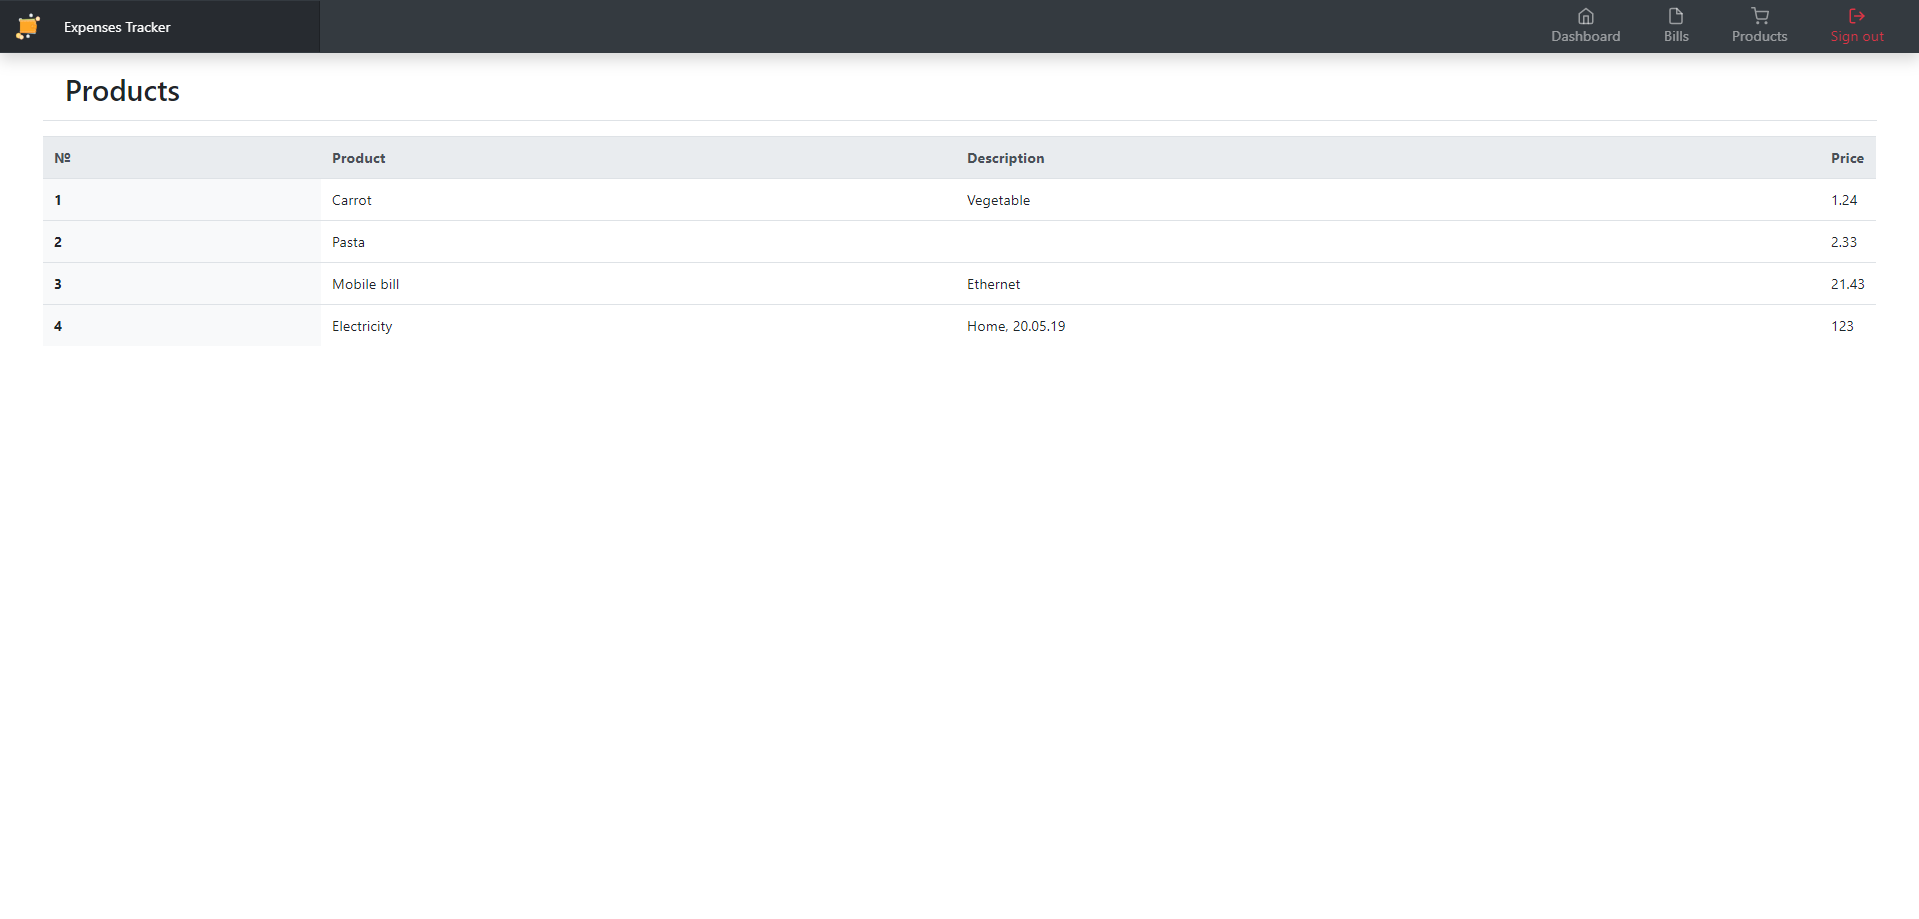 Expenses Tracker
Dashboard Bills Products Sign out
Products
№ Product Description Price
1 Carrot Vegetable 1.24
2 Pasta 2.33
3 Mobile bill Ethernet 21.43
4 Electricity Home, 20.05.19 123